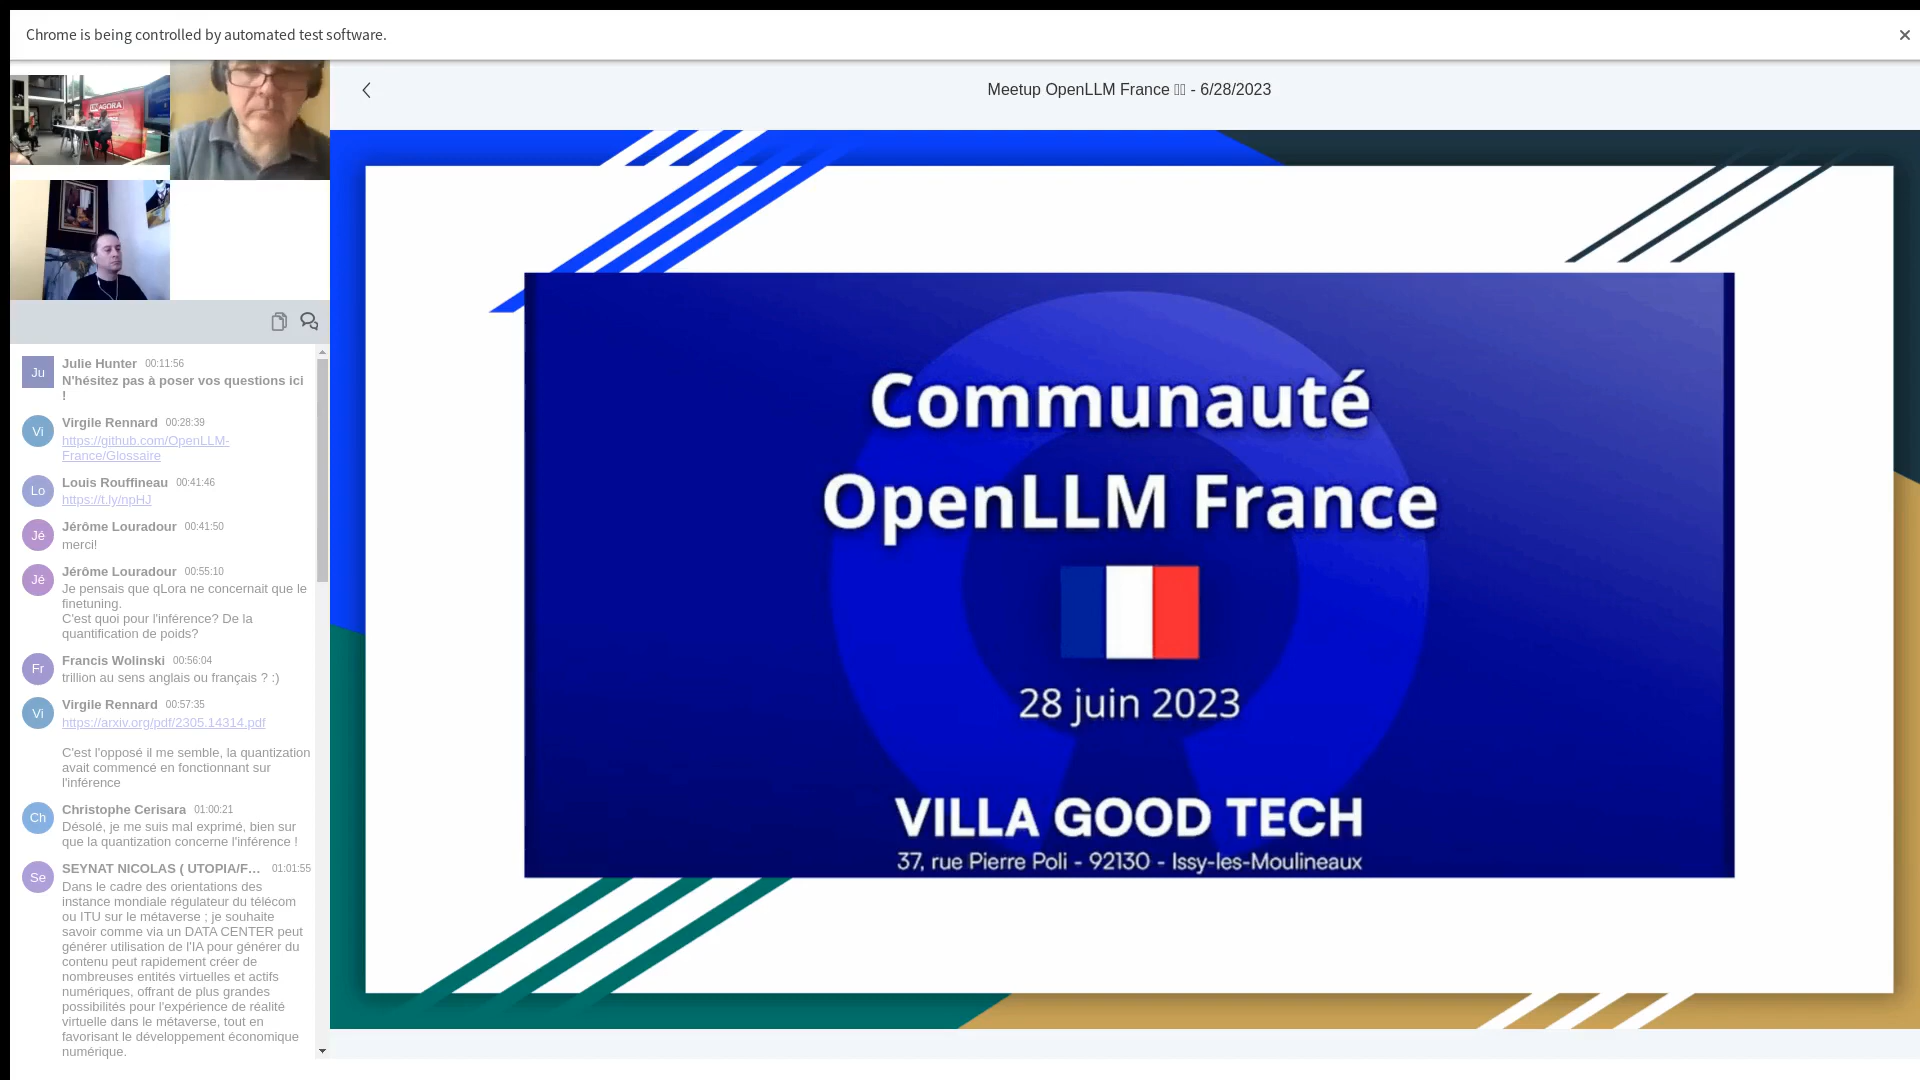 Chrome is being controlled by automated test software.
Meetup OpenLLM France - 6/28/2023
AGORA
Ju
Julie Hunter 00:11:56
N'hésitez pas à poser vos questions ici
!
Vi
Virgile Rennard 00:28:39
https://github.com/OpenLLM-
France/Glossaire
Lo
Louis Rouffineau 00:41:46
https://t.ly/npHJ
Jé
Jérôme Louradour 00:41:50
merci!
Jé
Jérôme Louradour 00:55:10
Je pensais que qLora ne concernait que le
finetuning.
C'est quoi pour l'inférence? De la
quantification de poids?
Fr
Francis Wolinski 00:56:04
trillion au sens anglais ou français ? :)
Vi
Virgile Rennard 00:57:35
https://arxiv.org/pdf/2305.14314.pdf
C'est l'opposé il me semble, la quantization
avait commencé en fonctionnant sur
l'inférence
Ch
Christophe Cerisara 01:00:21
Désolé, je me suis mal exprimé, bien sur
que la quantization concerne l'inférence !
Se
SEYNAT NICOLAS ( UTOPIA/F… 01:01:55
Dans le cadre des orientations des
instance mondiale régulateur du télécom
ou ITU sur le métaverse ; je souhaite
savoir comme via un DATA CENTER peut
générer utilisation de l'IA pour générer du
contenu peut rapidement créer de
nombreuses entités virtuelles et actifs
numériques, offrant de plus grandes
possibilités pour l'expérience de réalité
virtuelle dans le métaverse, tout en
favorisant le développement économique
numérique.
Communauté
OpenLLM France
28 juin 2023
VILLA GOOD TECH
37, rue Pierre Poli - 92130 - Issy-les-Moulineaux